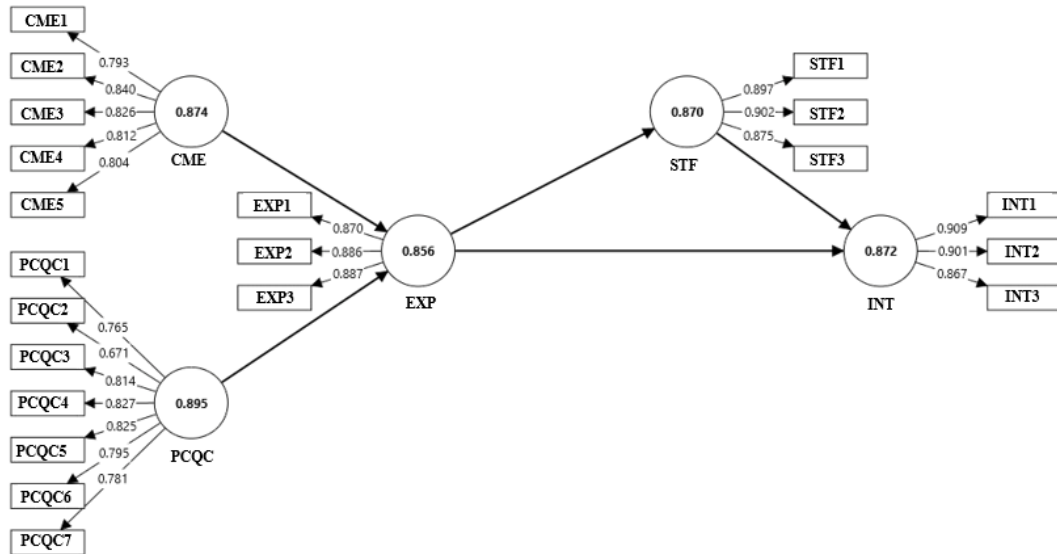 CME1
CME2
CME3
CME4
CME5
0.793
0.840
0.826
0.812
0.804
0.874
CME
PCQC1
PCQC2
PCQC3
PCQC4
PCQC5
PCQC6
PCQC7
0.765
0.671
0.814
0.827
0.825
0.795
0.781
0.895
PCQC
EXP1
EXP2
EXP3
0.870
0.886
0.887
0.856
EXP
0.870
STF
0.897
0.902
0.875
STF1
STF2
STF3
0.872
INT
0.909
0.901
0.867
INT1
INT2
INT3